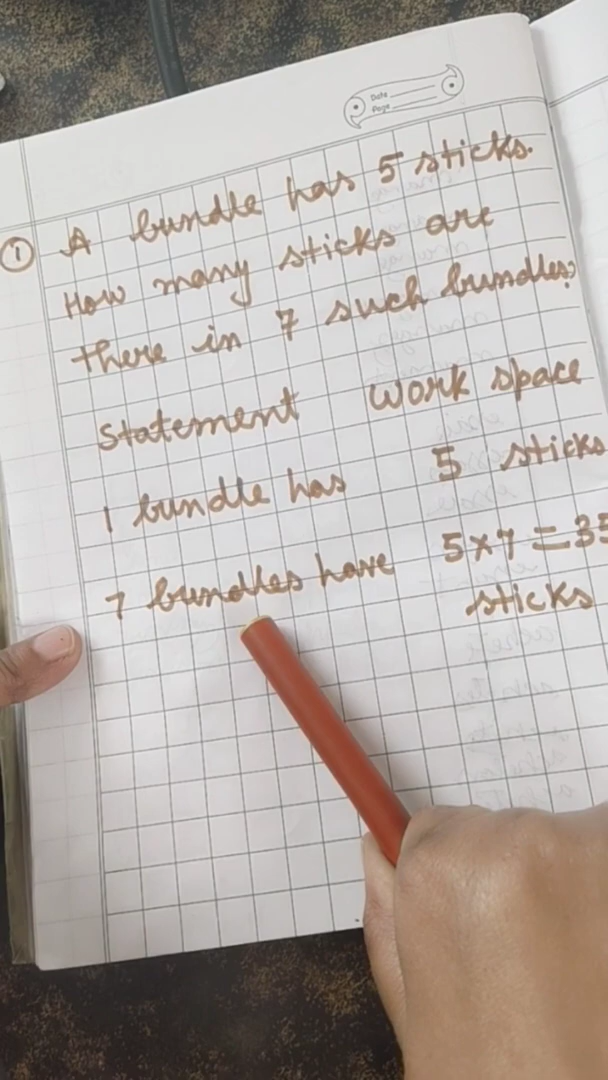 Date
Page
1 A bundle has 5 sticks.
How many sticks are
there in 7 such bundles?
Statement Work space
1 bundle has 5 sticks
7 bundles have 5×7=35
sticks